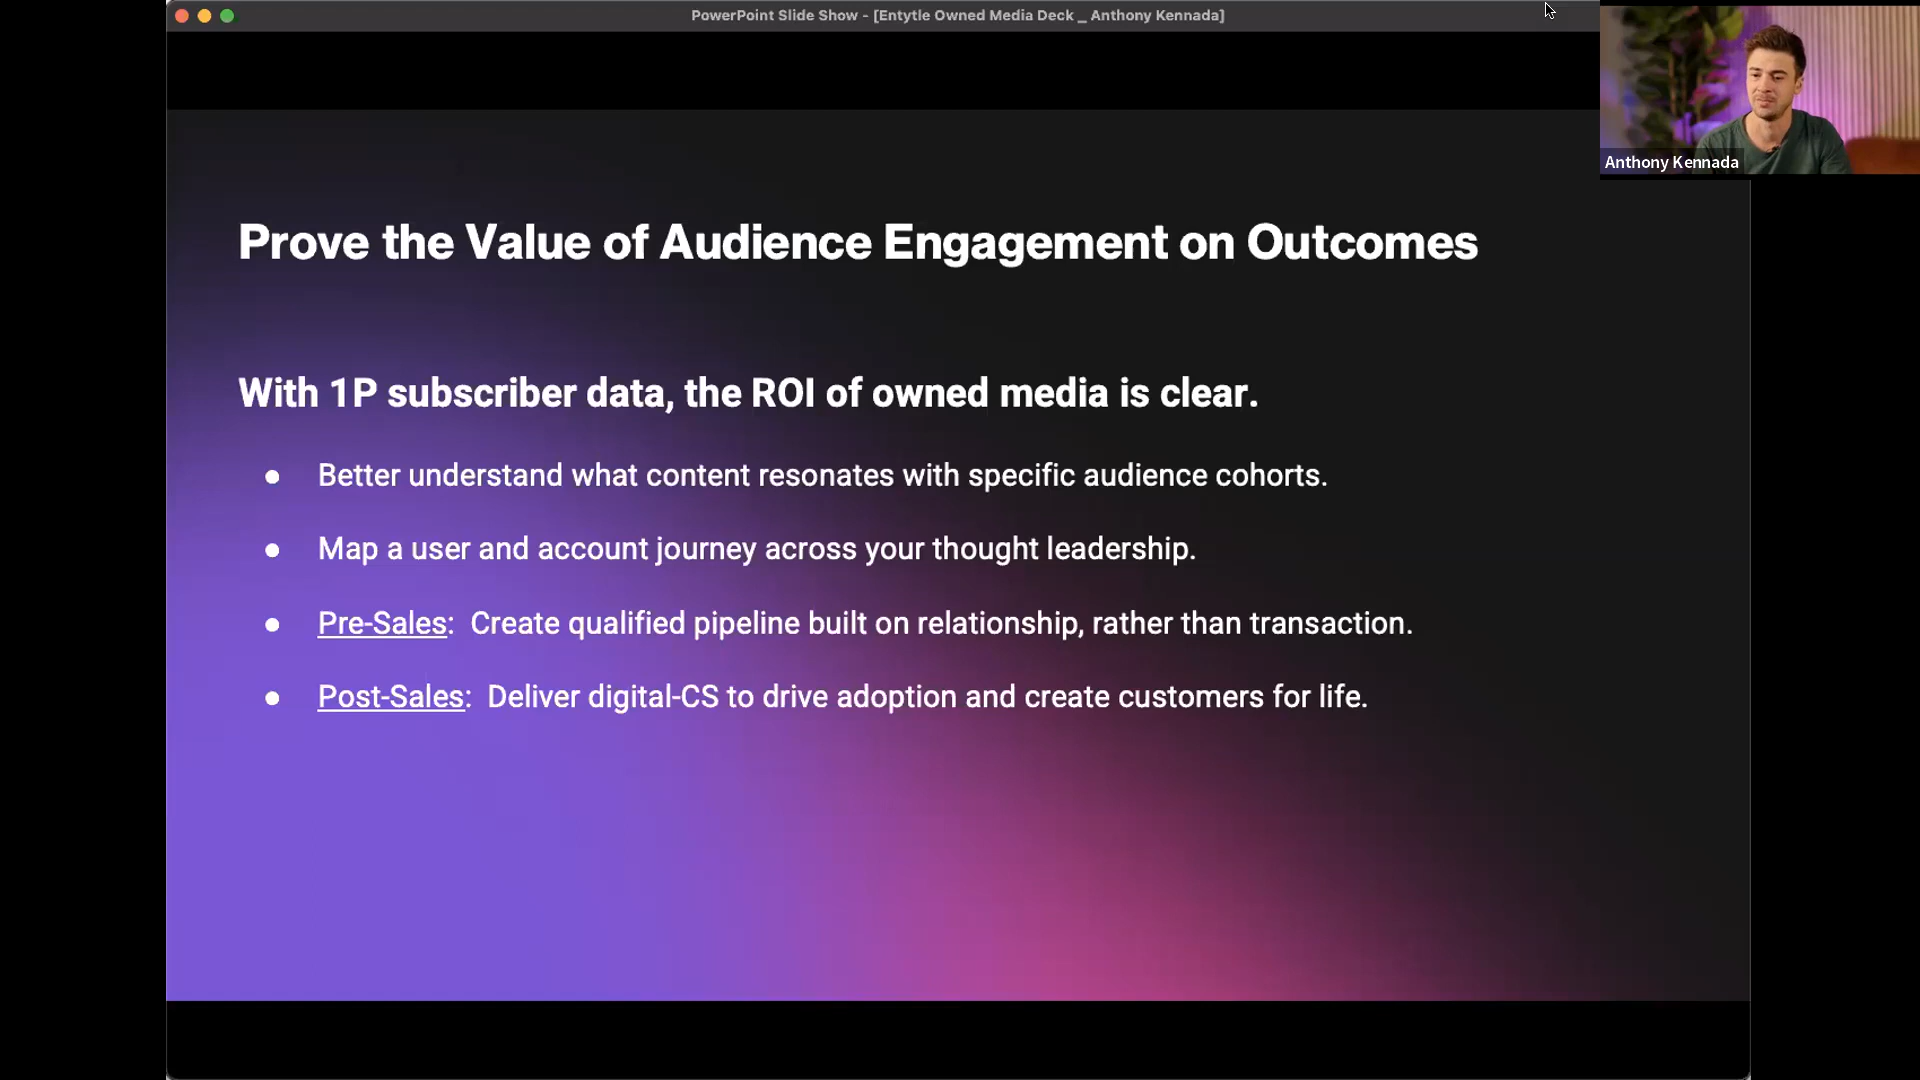 PowerPoint Slide Show - [Entytle Owned Media Deck _ Anthony Kennada]
Anthony Kennada
Prove the Value of Audience Engagement on Outcomes
With 1P subscriber data, the ROI of owned media is clear.
● Better understand what content resonates with specific audience cohorts.
● Map a user and account journey across your thought leadership.
● Pre-Sales: Create qualified pipeline built on relationship, rather than transaction.
● Post-Sales: Deliver digital-CS to drive adoption and create customers for life.